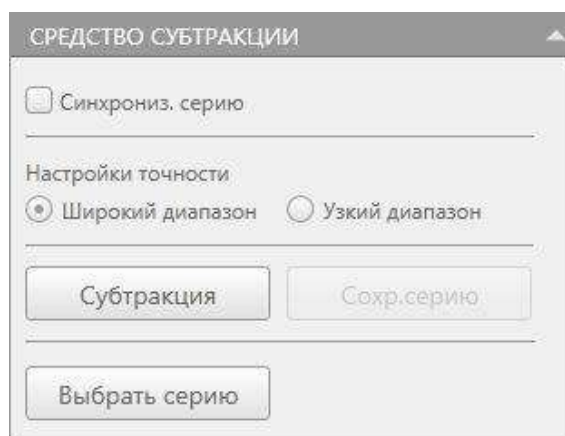 СРЕДСТВО СУБТРАКЦИИ
Синхрониз. серию
Настройки точности
Широкий диапазон Узкий диапазон
Субтракция Сохр.серию
Выбрать серию